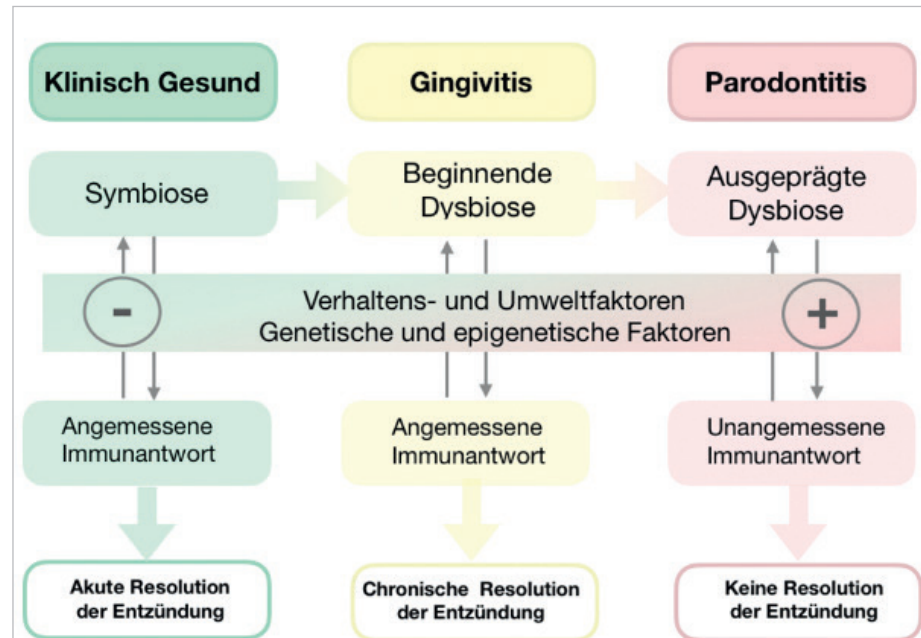 Klinisch Gesund
Gingivitis
Parodontitis
Symbiose
Beginnende
Dysbiose
Ausgeprägte
Dysbiose
-
Verhaltens- und Umweltfaktoren
Genetische und epigenetische Faktoren
+
Angemessene
Immunantwort
Angemessene
Immunantwort
Unangemessene
Immunantwort
Akute Resolution
der Entzündung
Chronische Resolution
der Entzündung
Keine Resolution
der Entzündung